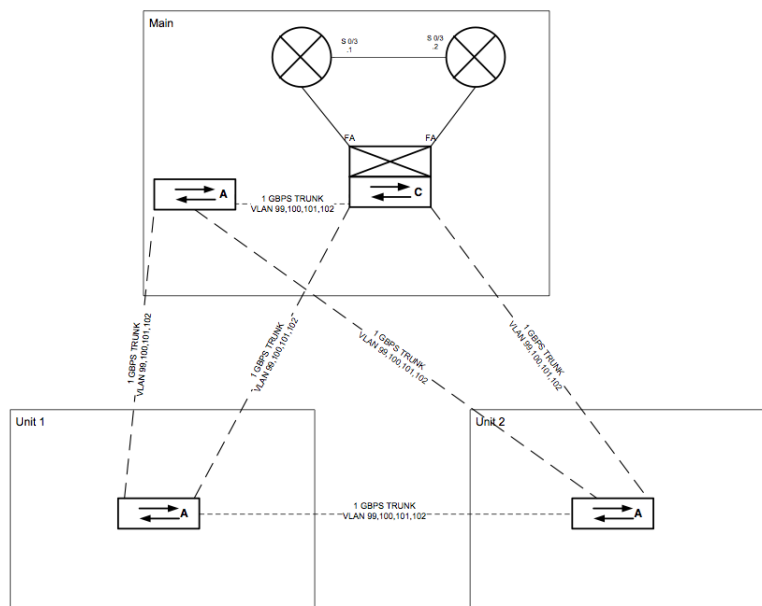 Main
S 0/3
.1
S 0/3
.2
FA
FA
A
1 GBPS TRUNK
VLAN 99,100,101,102
C
1 GBPS TRUNK
VLAN 99,100,101,102
1 GBPS TRUNK
VLAN 99,100,101,102
1 GBPS TRUNK
VLAN 99,100,101,102
1 GBPS TRUNK
VLAN 99,100,101,102
Unit 1
Unit 2
A
1 GBPS TRUNK
VLAN 99,100,101,102
A